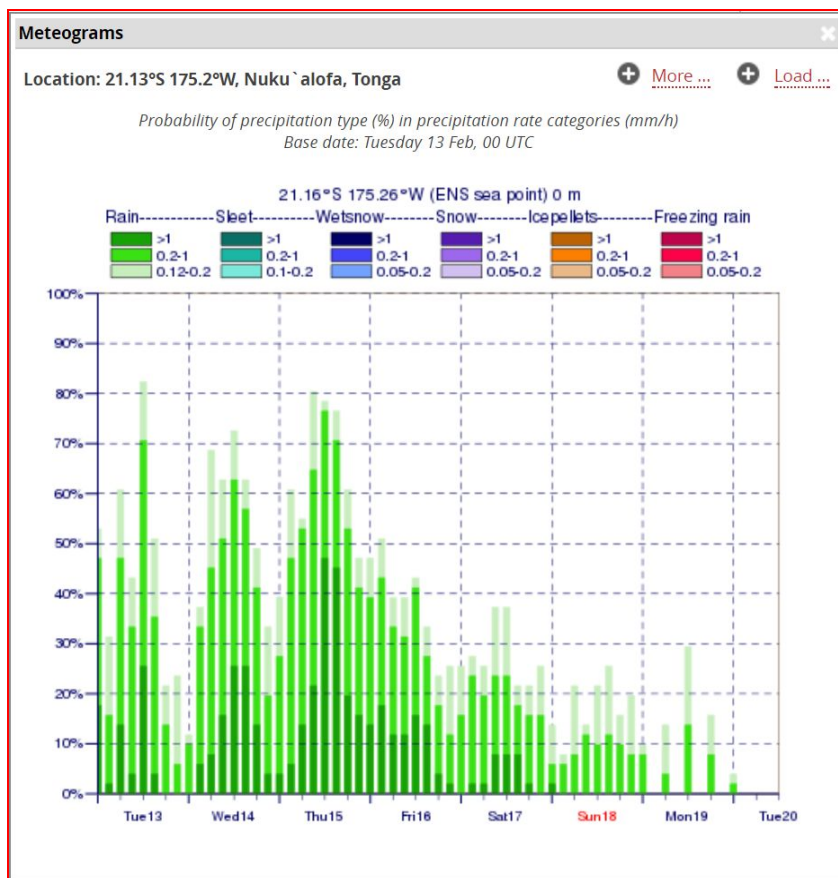 Meteograms
Location: 21.13°S 175.2°W, Nuku`alofa, Tonga
More ...
Load ...
Probability of precipitation type (%) in precipitation rate categories (mm/h)
Base date: Tuesday 13 Feb, 00 UTC
21.16°S 175.26°W (ENS sea point) 0 m
Rain------------Sleet----------Wetsnow--------Snow-------Icepellets--------Freezing rain
>1 >1 >1 >1 >1 >1
0.2-1 0.2-1 0.2-1 0.2-1 0.2-1 0.2-1
0.12-0.2 0.1-0.2 0.05-0.2 0.05-0.2 0.05-0.2 0.05-0.2
100%
90%
80%
70%
60%
50%
40%
30%
20%
10%
0%
Tue13 Wed14 Thu15 Fri16 Sat17 Sun18 Mon19 Tue20